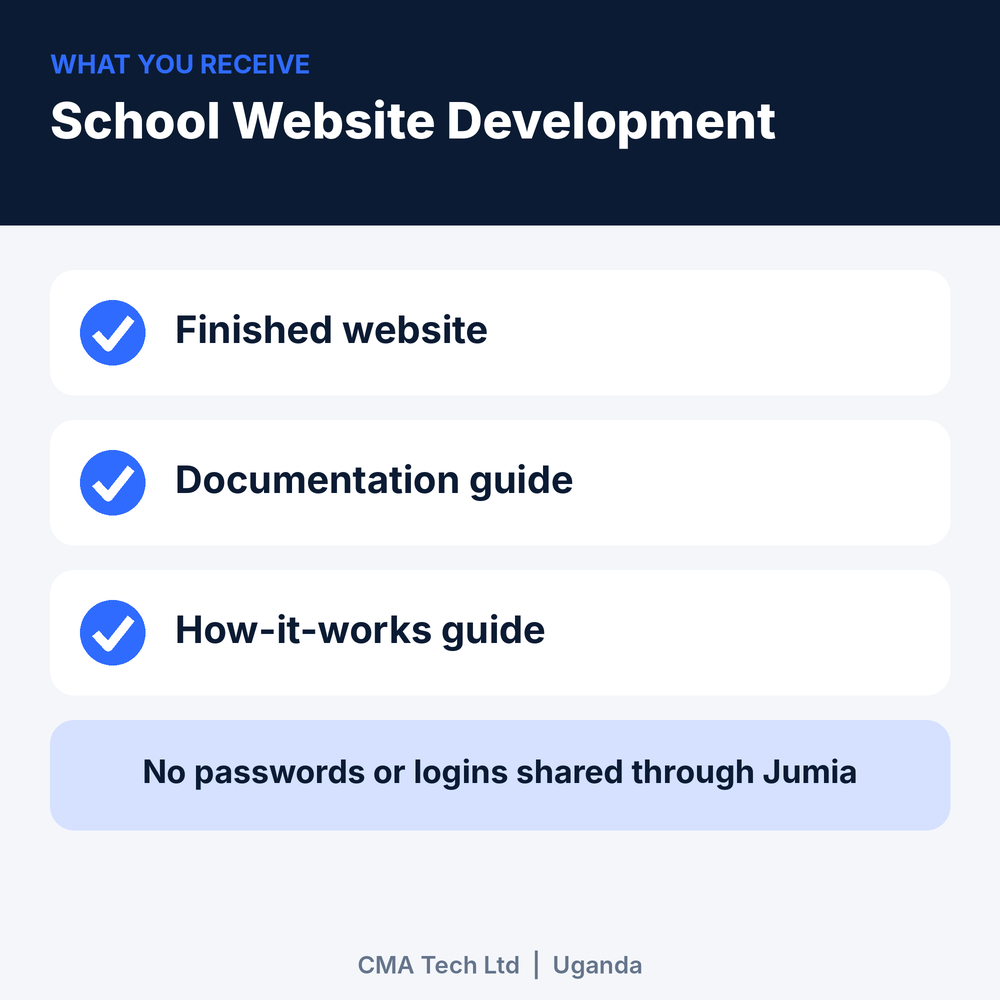 WHAT YOU RECEIVE
School Website Development
Finished website
Documentation guide
How-it-works guide
No passwords or logins shared through Jumia
CMA Tech Ltd | Uganda